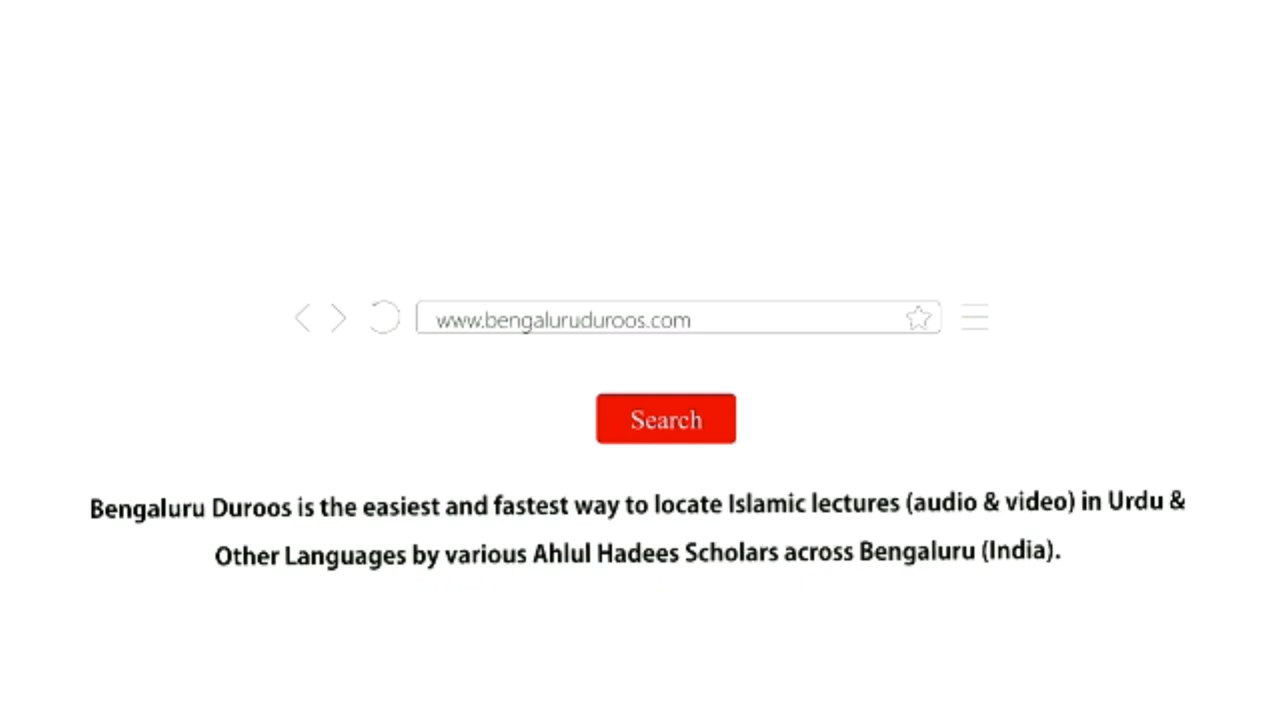 www.bengaluruduroos.com
Search
Bengaluru Duroos is the easiest and fastest way to locate Islamic lectures (audio & video) in Urdu &
Other Languages by various Ahlul Hadees Scholars across Bengaluru (India).